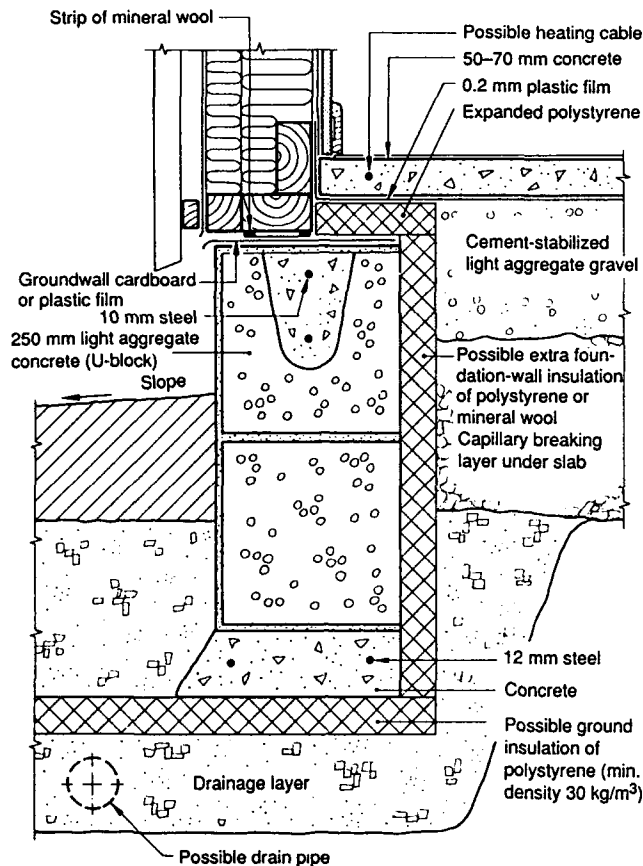 Strip of mineral wool
Possible heating cable
50–70 mm concrete
0.2 mm plastic film
Expanded polystyrene
Cement-stabilized
light aggregate gravel
Groundwall cardboard
or plastic film
10 mm steel
250 mm light aggregate
concrete (U-block)
Slope
Possible extra foun-
dation-wall insulation
of polystyrene or
mineral wool
Capillary breaking
layer under slab
12 mm steel
Concrete
Possible ground
insulation of
polystyrene (min.
density 30 kg/m³)
Drainage layer
Possible drain pipe